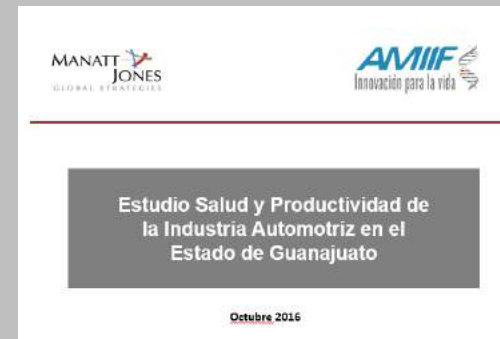 MANATT
JONES
GLOBAL STRATEGIES
AMIIF
Innovación para la vida
Estudio Salud y Productividad de
la Industria Automotriz en el
Estado de Guanajuato
Octubre 2016